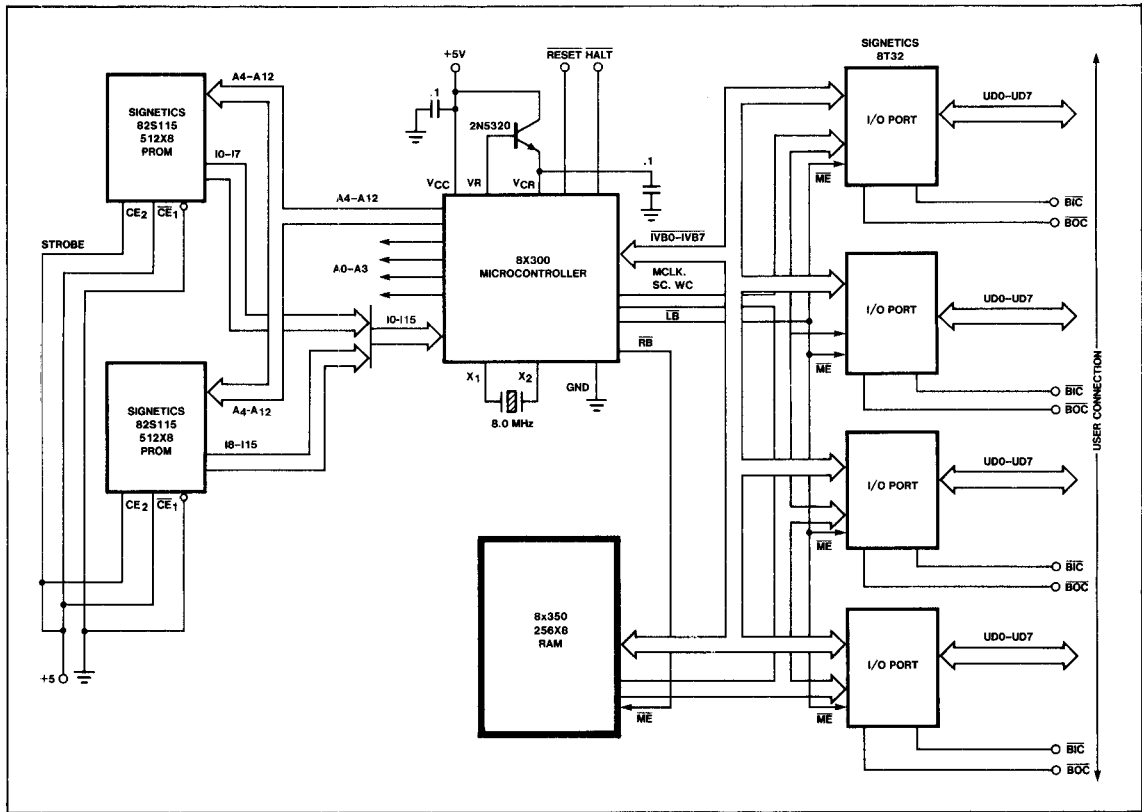 +5V
RESET HALT
SIGNETICS
8T32
A4-A12
.1
SIGNETICS
82S115
512X8
PROM
2N5320
I/O PORT
UD0-UD7
I0-I7
VCC VR VCR
.1
ME
A4-A12
CE2 CE1
BIC
BOC
STROBE
IVB0-IVB7
8X300
MICROCONTROLLER
A0-A3
MCLK.
SC. WC
I/O PORT
UD0-UD7
I0-I15
LB
RB
ME
X1 X2 GND
8.0 MHz
BIC
BOC
SIGNETICS
82S115
512X8
PROM
A4-A12
I8-I15
USER CONNECTION
I/O PORT
UD0-UD7
CE2 CE1
ME
BIC
BOC
8x350
256X8
RAM
I/O PORT
UD0-UD7
+5
ME
ME
BIC
BOC